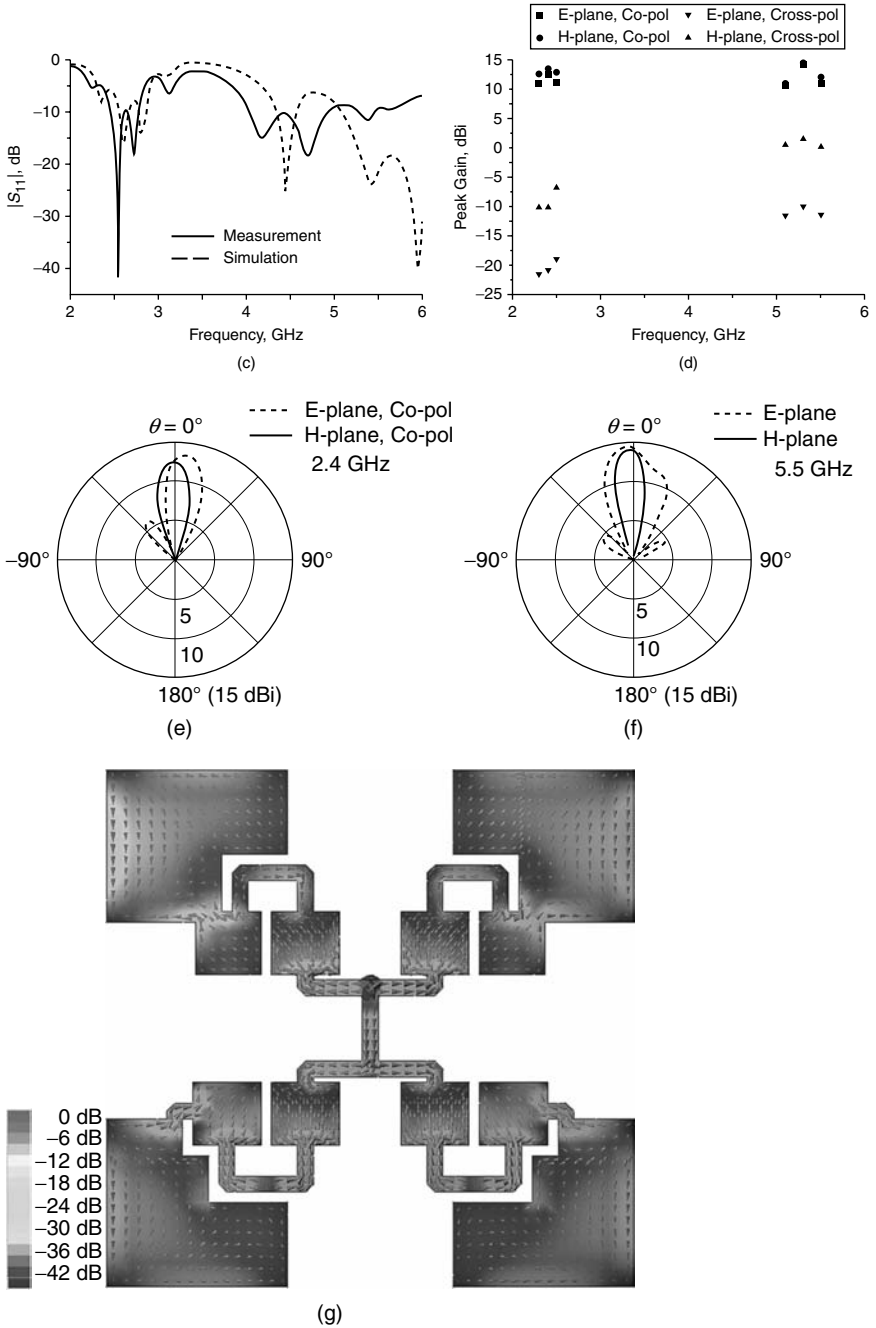 E-plane, Co-pol
E-plane, Cross-pol
H-plane, Co-pol
H-plane, Cross-pol
0
−10
−20
−30
−40
|S₁₁|, dB
Measurement
Simulation
2
3
4
5
6
Frequency, GHz
(c)
15
10
5
0
−5
−10
−15
−20
−25
Peak Gain, dBi
2
3
4
5
6
Frequency, GHz
(d)
E-plane, Co-pol
H-plane, Co-pol
2.4 GHz
θ = 0°
−90°
90°
5
10
180° (15 dBi)
(e)
E-plane
H-plane
5.5 GHz
θ = 0°
−90°
90°
5
10
180° (15 dBi)
(f)
0 dB
−6 dB
−12 dB
−18 dB
−24 dB
−30 dB
−36 dB
−42 dB
(g)